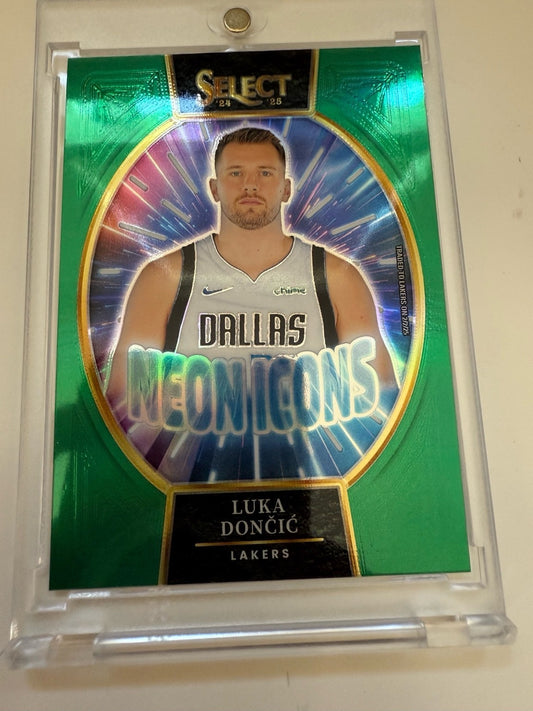 SELECT
'24 '25
Chime
TRADED TO LAKERS ON 2/2/25
DALLAS
NEON ICONS
LUKA
DONČIĆ
LAKERS